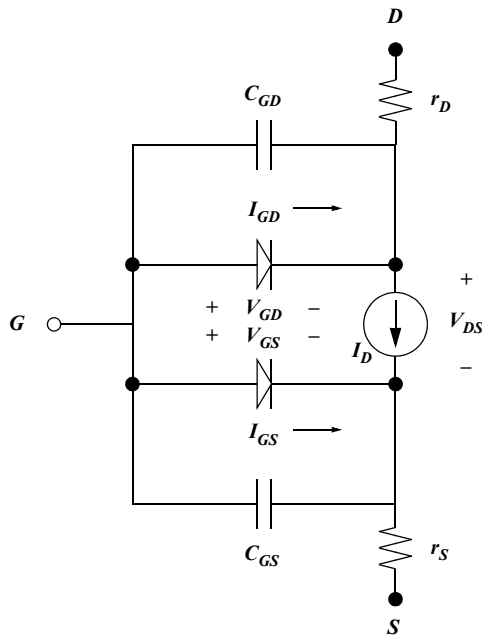 D
C_GD
r_D
I_GD
+
+ V_GD −
G
+ V_GS −
V_DS
I_D
−
I_GS
C_GS
r_S
S